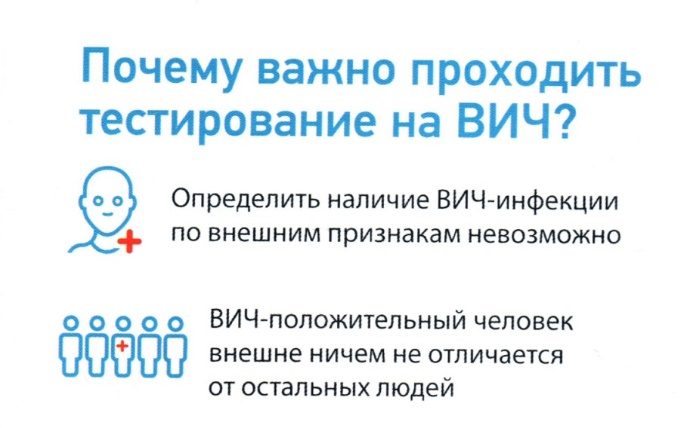 Почему важно проходить
тестирование на ВИЧ?
Определить наличие ВИЧ-инфекции
по внешним признакам невозможно
ВИЧ-положительный человек
внешне ничем не отличается
от остальных людей